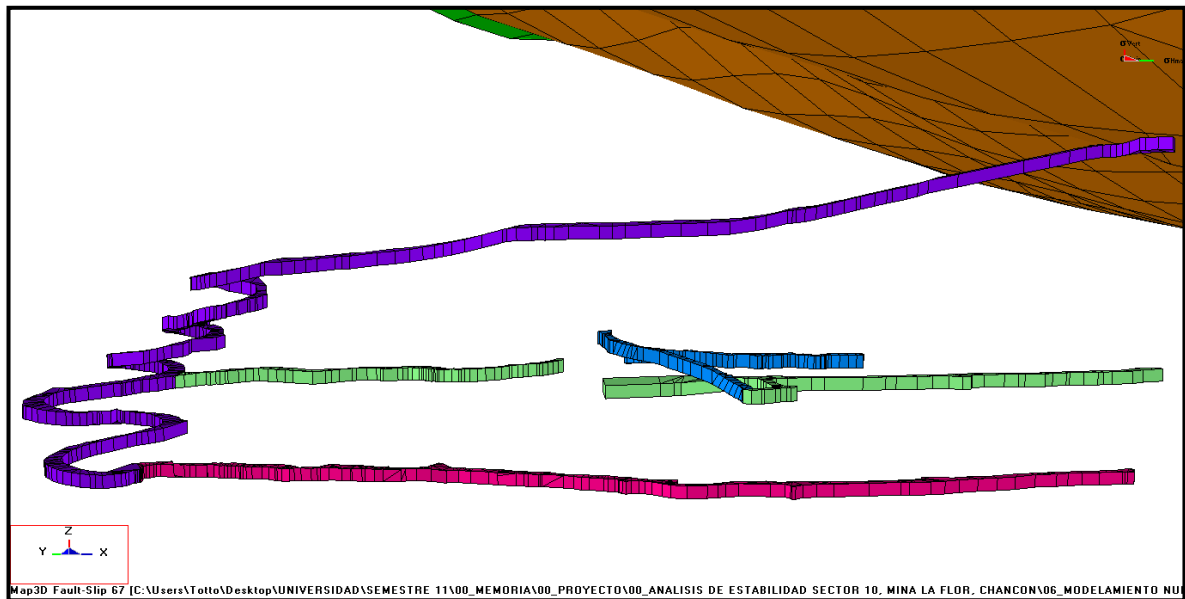 σVert
Z
Y X
Map3D Fault-Slip 67 [C:\Users\Totto\Desktop\UNIVERSIDAD\SEMESTRE 11\00_MEMORIA\00_PROYECTO\00_ANALISIS DE ESTABILIDAD SECTOR 10, MINA LA FLOR, CHANCON\06_MODELAMIENTO NU